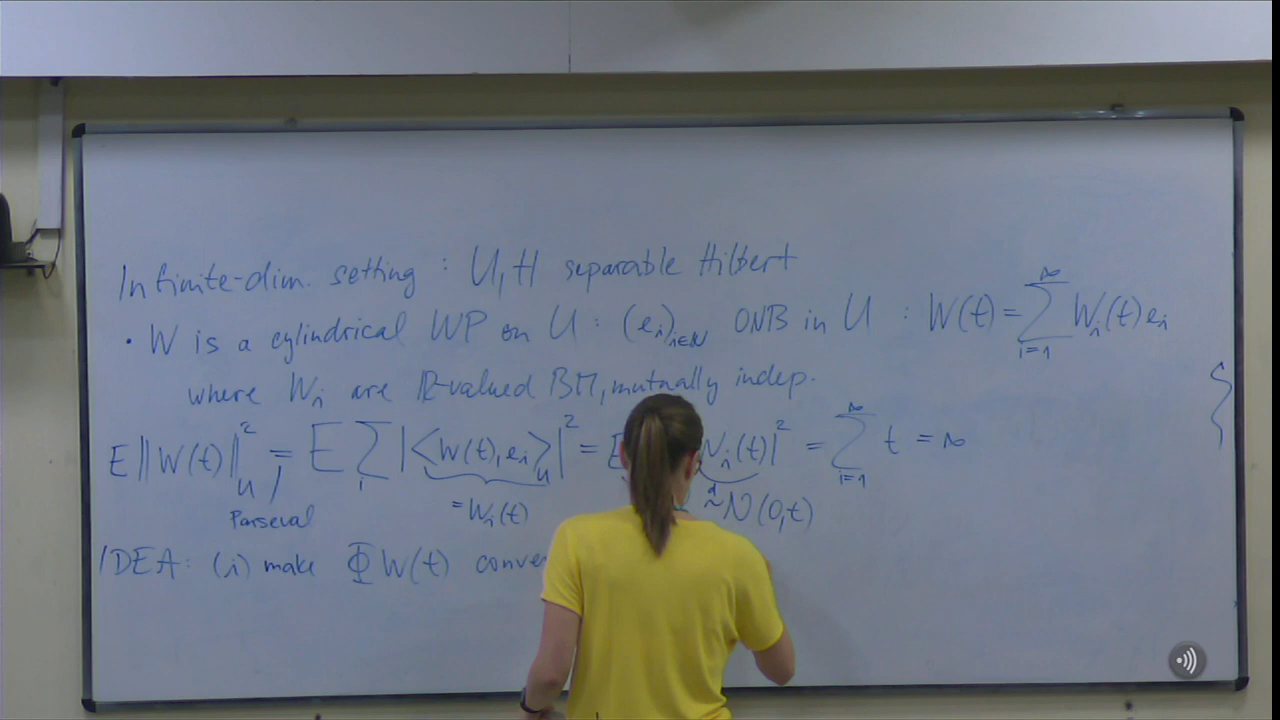 Infinite-dim. setting : U, H separable Hilbert
• W is a cylindrical WP on U : (e_i)_{i∈ℕ} ONB in U : W(t) = ∑_{i=1}^{∞} W_i(t) e_i
where W_i are ℝ-valued BM, mutually indep.
E‖W(t)‖²_U = E ∑_i |⟨W(t), e_i⟩_U|² = E W_i(t)|² = ∑_{i=1}^{∞} t = ∞
Parseval = W_i(t) ~^d N(0,t)
IDEA: (i) make Φ W(t)